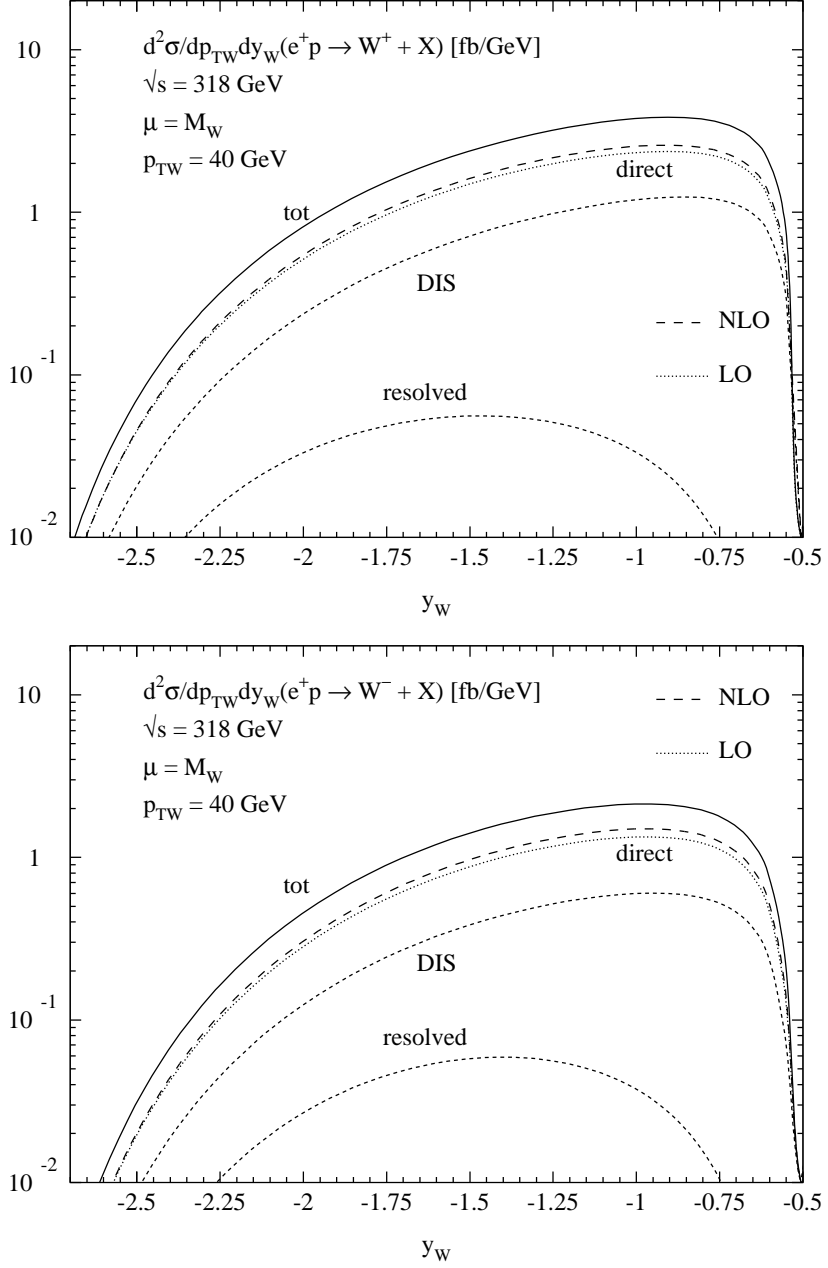 10
1
10⁻¹
10⁻²
d²σ/dp_TW dy_W(e⁺p → W⁺ + X) [fb/GeV]
√s = 318 GeV
μ = M_W
p_TW = 40 GeV
tot
direct
DIS
NLO
LO
resolved
-2.5 -2.25 -2 -1.75 -1.5 -1.25 -1 -0.75 -0.5
y_W
10
1
10⁻¹
10⁻²
d²σ/dp_TW dy_W(e⁺p → W⁻ + X) [fb/GeV]
√s = 318 GeV
μ = M_W
p_TW = 40 GeV
NLO
LO
tot
direct
DIS
resolved
-2.5 -2.25 -2 -1.75 -1.5 -1.25 -1 -0.75 -0.5
y_W